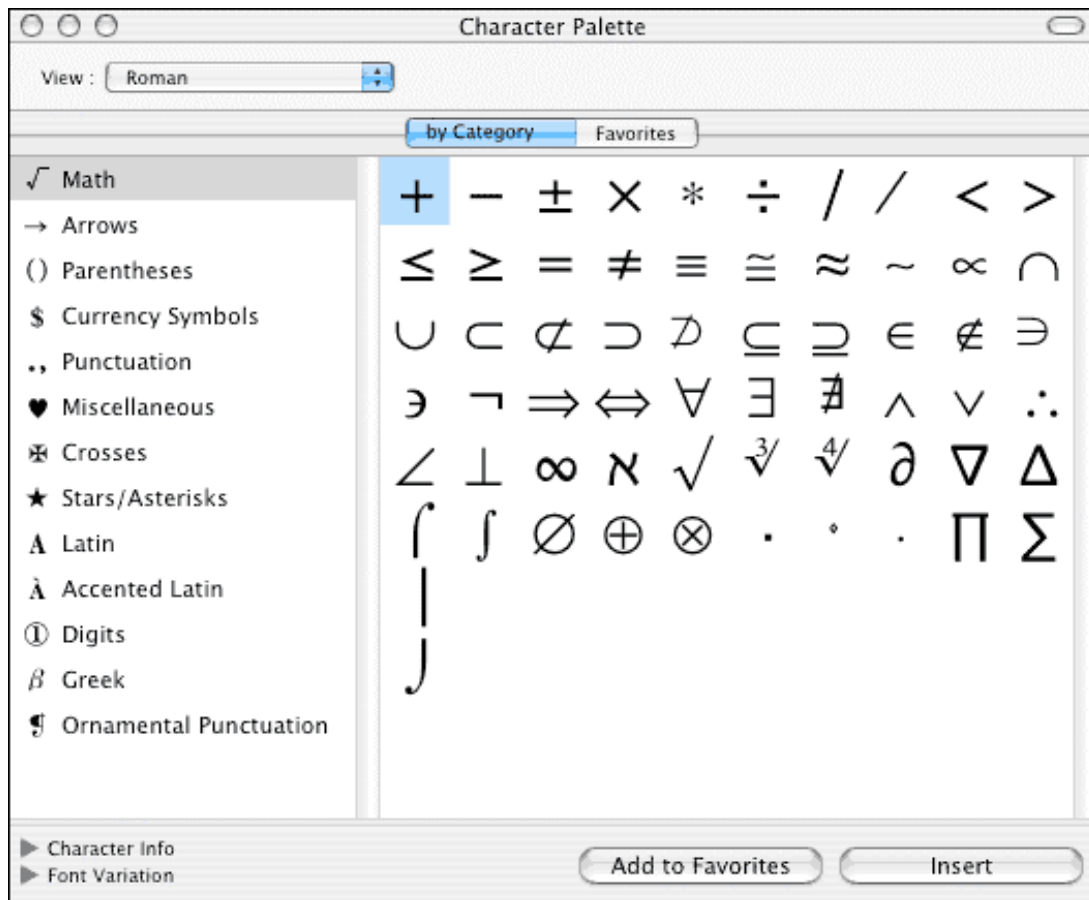 Character Palette
View : Roman
by Category Favorites
√ Math
→ Arrows
() Parentheses
$ Currency Symbols
., Punctuation
♥ Miscellaneous
✠ Crosses
★ Stars/Asterisks
A Latin
À Accented Latin
① Digits
β Greek
❡ Ornamental Punctuation
+ − ± × * ÷ / ⁄ < >
≤ ≥ = ≠ ≡ ≅ ≈ ∼ ∝ ∩
∪ ⊂ ⊄ ⊃ ⊅ ⊆ ⊇ ∈ ∉ ∋
∍ ¬ ⇒ ⇔ ∀ ∃ ∄ ∧ ∨ ∴
∠ ⊥ ∞ ℵ √ ∛ ∜ ∂ ∇ ∆
⌠ ∫ ∅ ⊕ ⊗ ∙ ⋄ ⋅ ∏ ∑
⎮
⌡
Character Info
Font Variation
Add to Favorites Insert